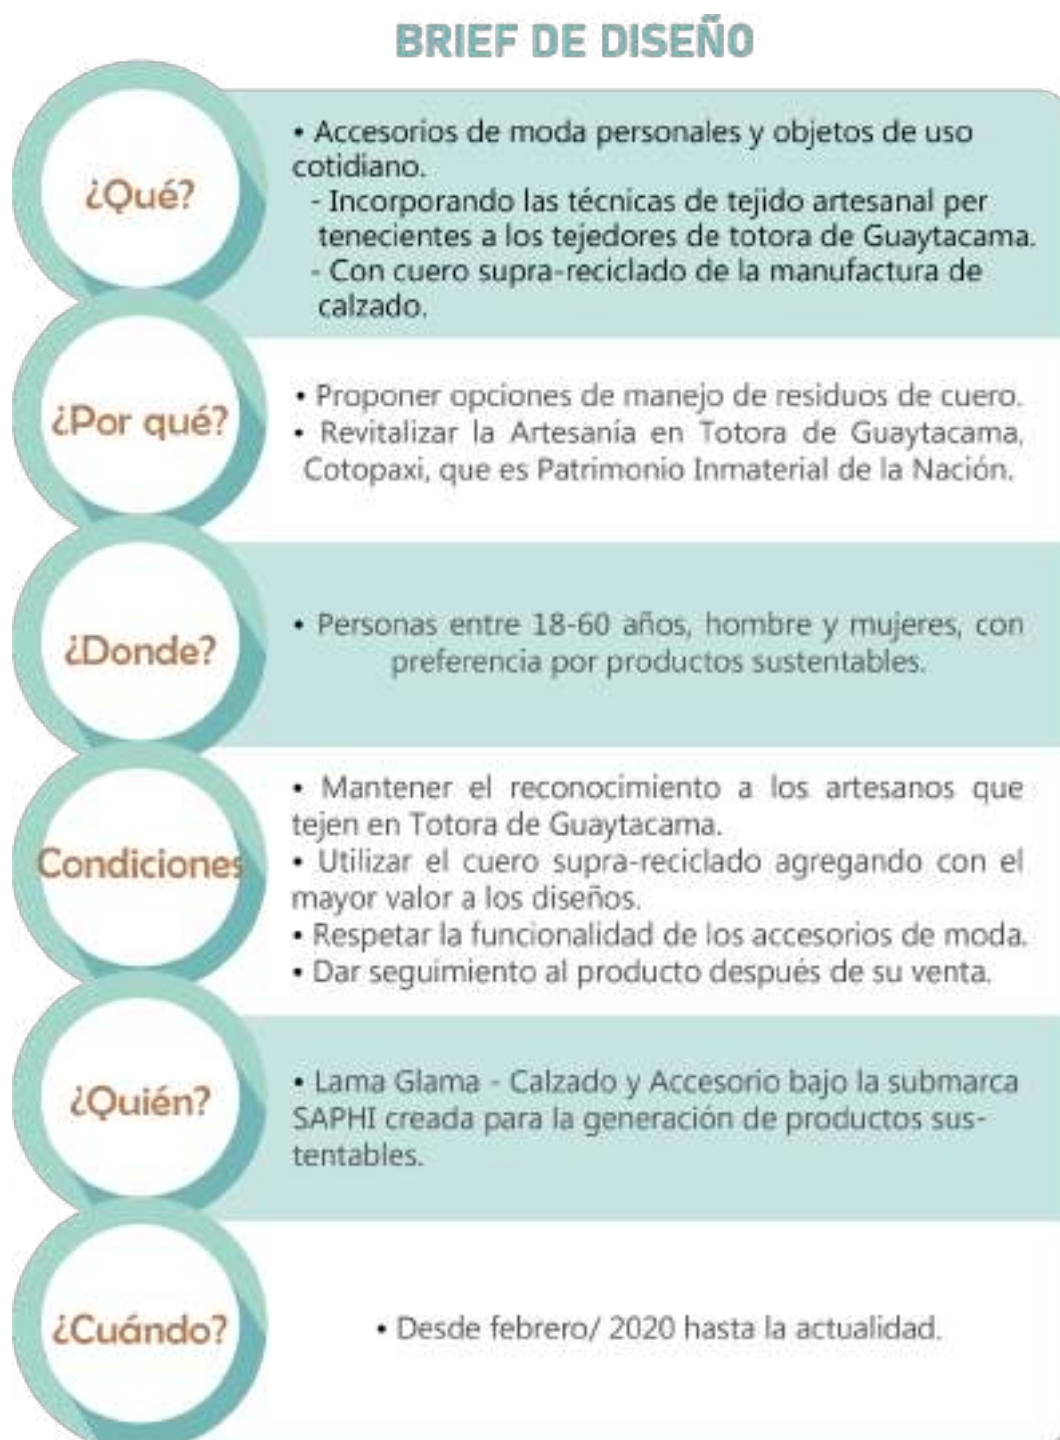 BRIEF DE DISEÑO
¿Qué?
• Accesorios de moda personales y objetos de uso
cotidiano.
- Incorporando las técnicas de tejido artesanal per
tenecientes a los tejedores de totora de Guaytacama.
- Con cuero supra-reciclado de la manufactura de
calzado.
¿Por qué?
• Proponer opciones de manejo de residuos de cuero.
• Revitalizar la Artesanía en Totora de Guaytacama,
Cotopaxi, que es Patrimonio Inmaterial de la Nación.
¿Donde?
• Personas entre 18-60 años, hombre y mujeres, con
preferencia por productos sustentables.
Condiciones
• Mantener el reconocimiento a los artesanos que
tejen en Totora de Guaytacama.
• Utilizar el cuero supra-reciclado agregando con el
mayor valor a los diseños.
• Respetar la funcionalidad de los accesorios de moda.
• Dar seguimiento al producto después de su venta.
¿Quién?
• Lama Glama - Calzado y Accesorio bajo la submarca
SAPHI creada para la generación de productos sus-
tentables.
¿Cuándo?
• Desde febrero/ 2020 hasta la actualidad.